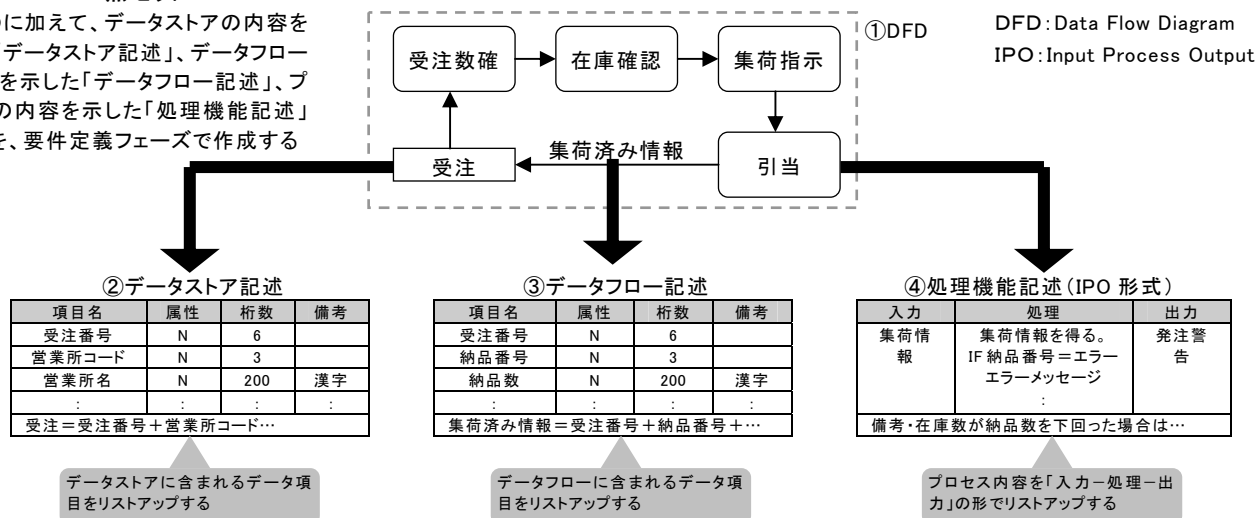 のに加えて、データストアの内容を
「データストア記述」、データフロー
を示した「データフロー記述」、プ
の内容を示した「処理機能記述」
を、要件定義フェーズで作成する
①DFD
DFD：Data Flow Diagram
IPO：Input Process Output
受注数確
在庫確認
集荷指示
集荷済み情報
受注
引当
②データストア記述
項目名 属性 桁数 備考
受注番号 N 6
営業所コード N 3
営業所名 N 200 漢字
： ： ： ：
受注＝受注番号＋営業所コード…
データストアに含まれるデータ項
目をリストアップする
③データフロー記述
項目名 属性 桁数 備考
受注番号 N 6
納品番号 N 3
納品数 N 200 漢字
： ： ： ：
集荷済み情報＝受注番号＋納品番号＋…
データフローに含まれるデータ項
目をリストアップする
④処理機能記述（IPO 形式）
入力 処理 出力
集荷情 集荷情報を得る。 発注警
報 IF 納品番号＝エラー 告
エラーメッセージ
：
備考・在庫数が納品数を下回った場合は…
プロセス内容を「入力－処理－出
力」の形でリストアップする